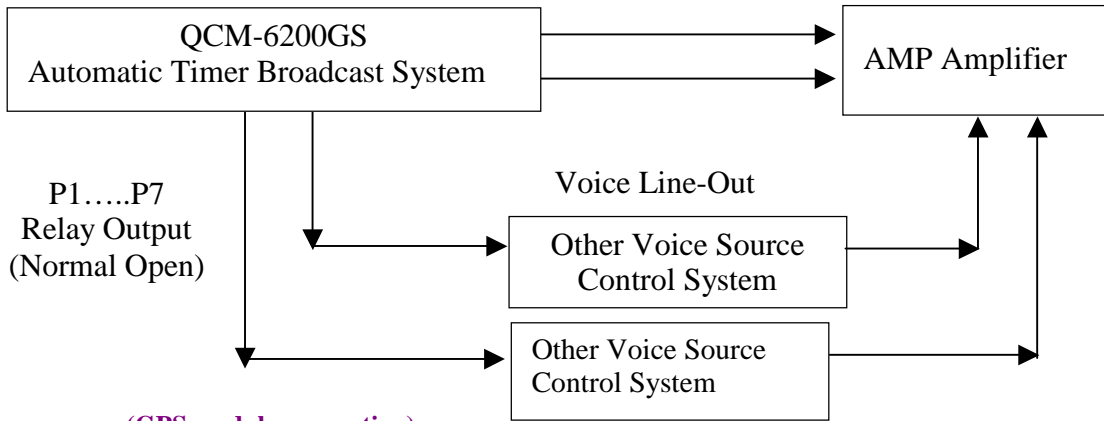 QCM-6200GS
Automatic Timer Broadcast System
AMP Amplifier
P1…..P7
Relay Output
(Normal Open)
Voice Line-Out
Other Voice Source
Control System
Other Voice Source
Control System